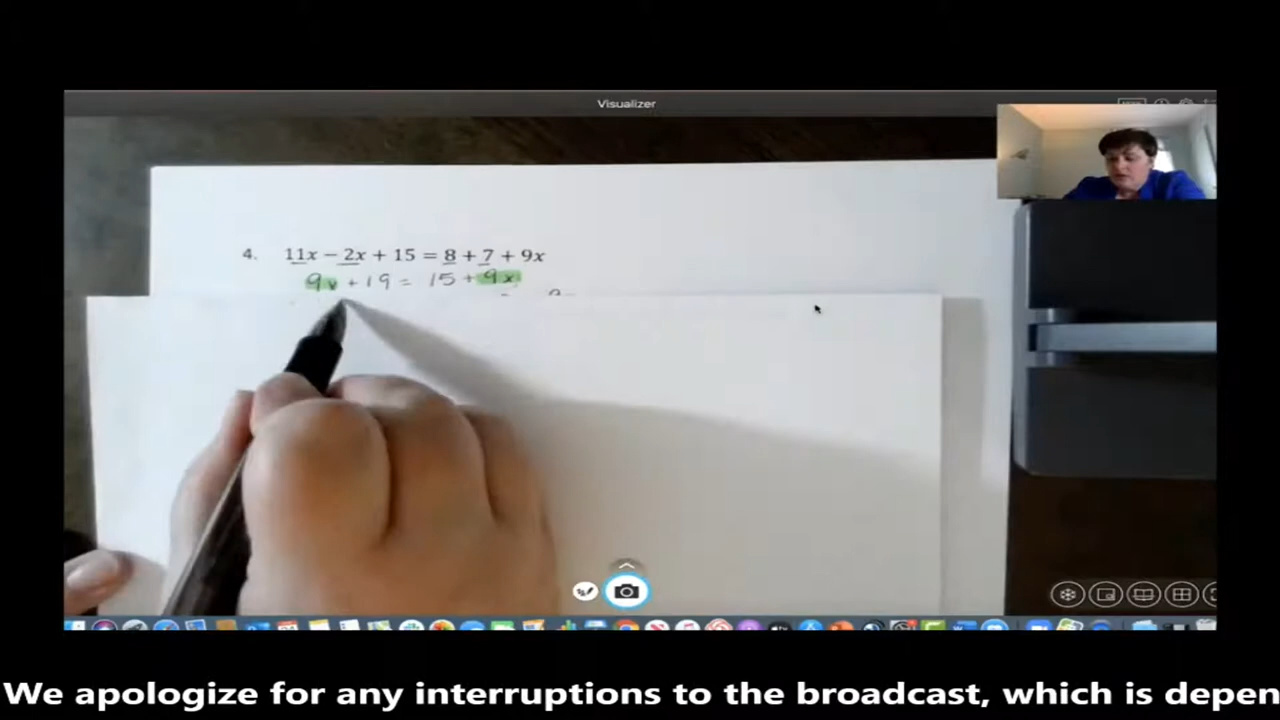 Visualizer
4. 11x − 2x + 15 = 8 + 7 + 9x
9x + 19 = 15 + 9x
We apologize for any interruptions to the broadcast, which is depen